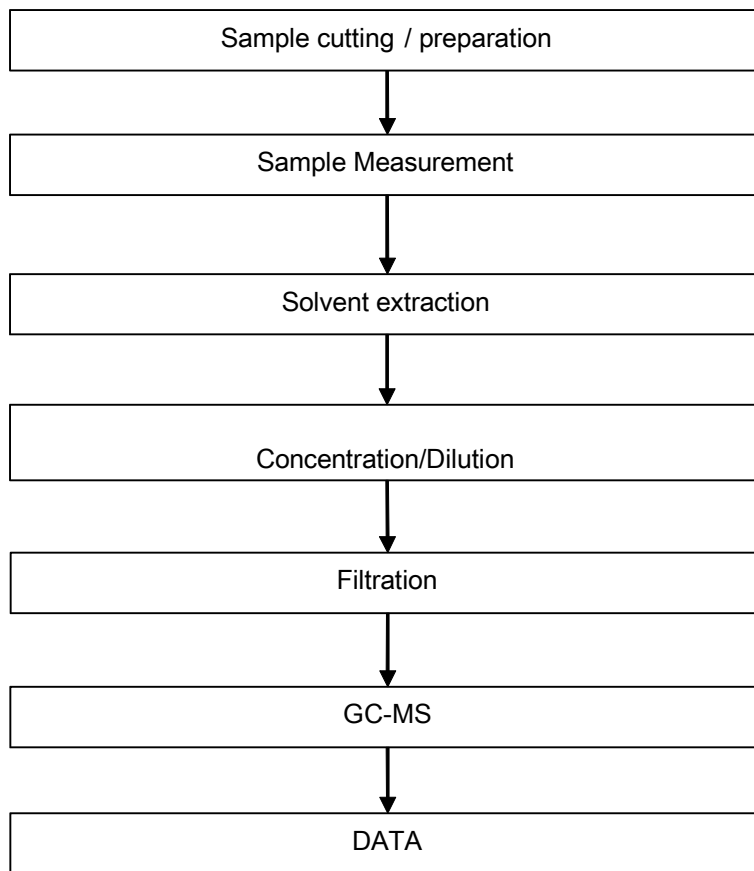 Sample cutting / preparation
Sample Measurement
Solvent extraction
Concentration/Dilution
Filtration
GC-MS
DATA